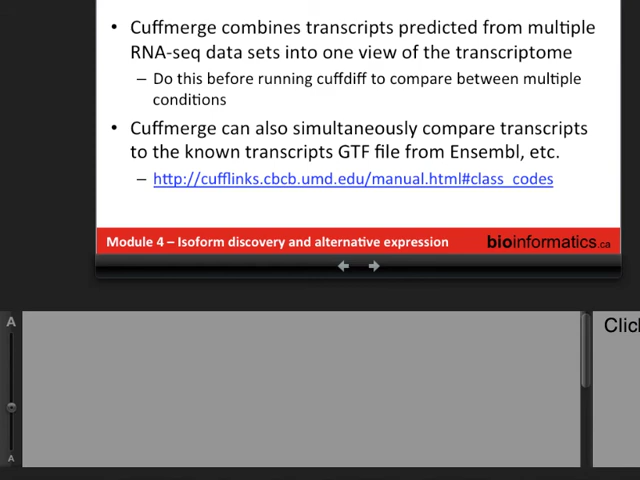 • Cuffmerge combines transcripts predicted from multiple
RNA-seq data sets into one view of the transcriptome
– Do this before running cuffdiff to compare between multiple
conditions
• Cuffmerge can also simultaneously compare transcripts
to the known transcripts GTF file from Ensembl, etc.
– http://cufflinks.cbcb.umd.edu/manual.html#class_codes
Module 4 – Isoform discovery and alternative expression
bioinformatics.ca
A
A